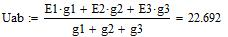 Uab := (E1·g1 + E2·g2 + E3·g3) / (g1 + g2 + g3) = 22.692